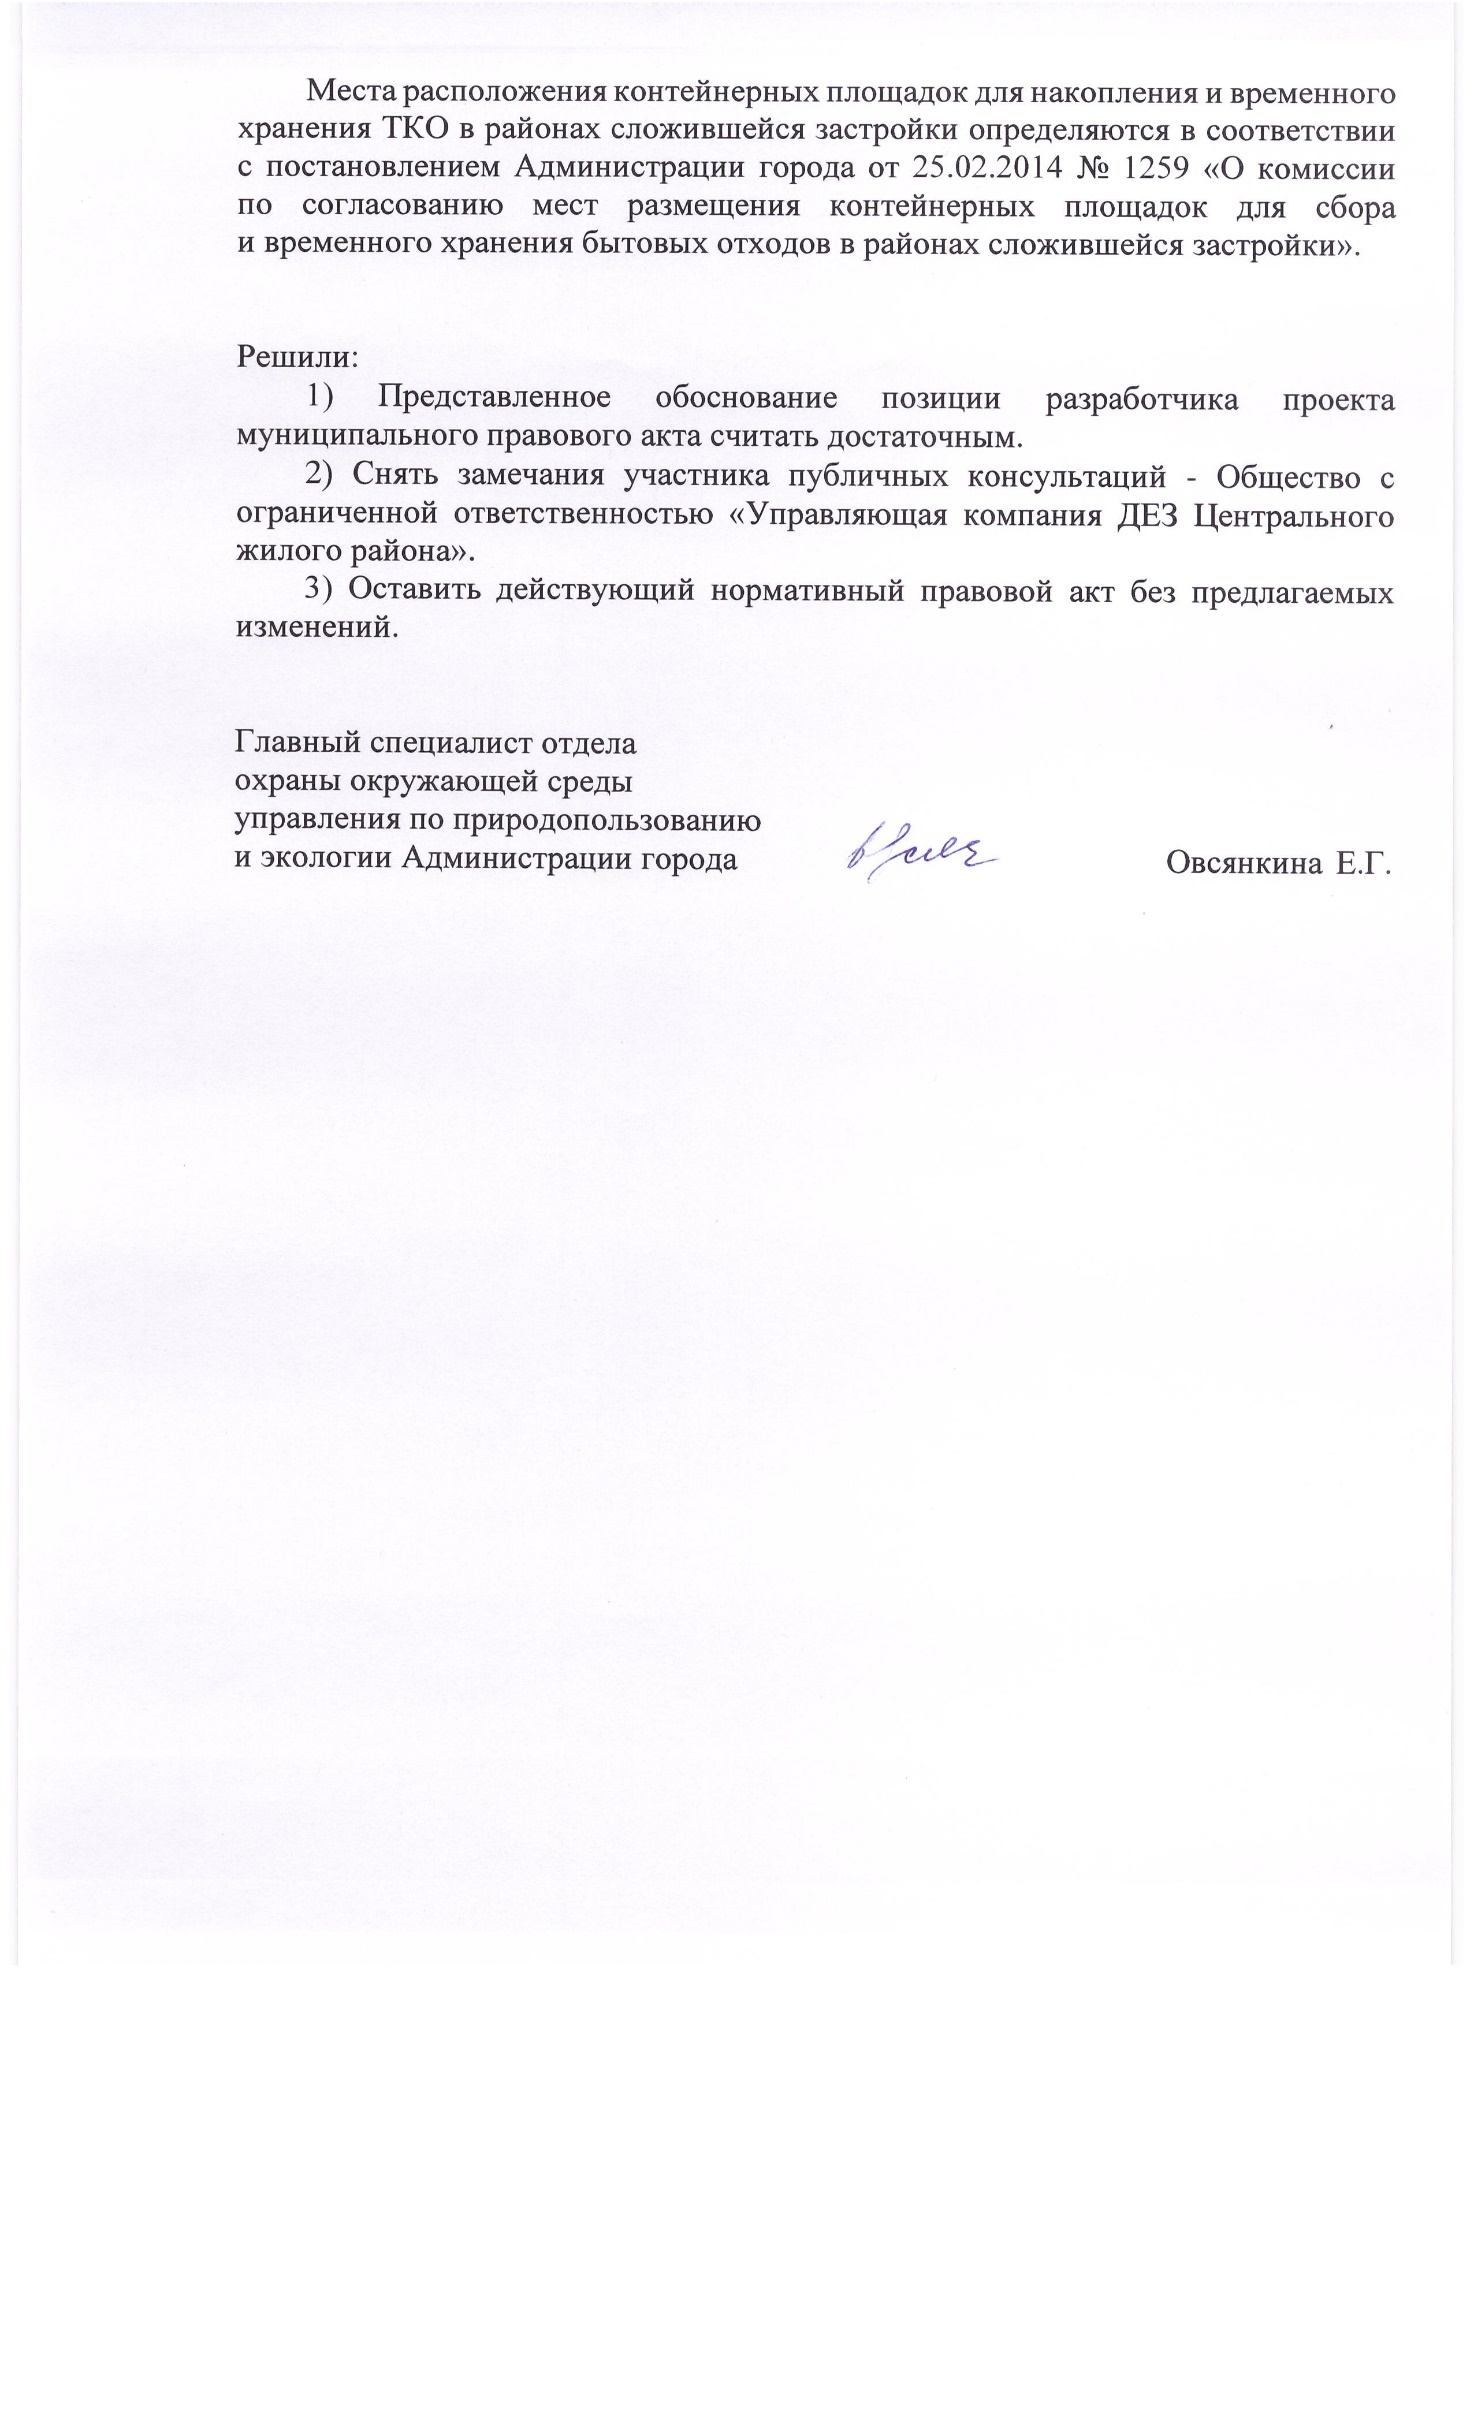 Места расположения контейнерных площадок для накопления и временного
хранения ТКО в районах сложившейся застройки определяются в соответствии
с постановлением Администрации города от 25.02.2014 № 1259 «О комиссии
по согласованию мест размещения контейнерных площадок для сбора
и временного хранения бытовых отходов в районах сложившейся застройки».
Решили:
1) Представленное обоснование позиции разработчика проекта
муниципального правового акта считать достаточным.
2) Снять замечания участника публичных консультаций - Общество с
ограниченной ответственностью «Управляющая компания ДЕЗ Центрального
жилого района».
3) Оставить действующий нормативный правовой акт без предлагаемых
изменений.
Главный специалист отдела
охраны окружающей среды
управления по природопользованию
и экологии Администрации города Овсянкина Е.Г.